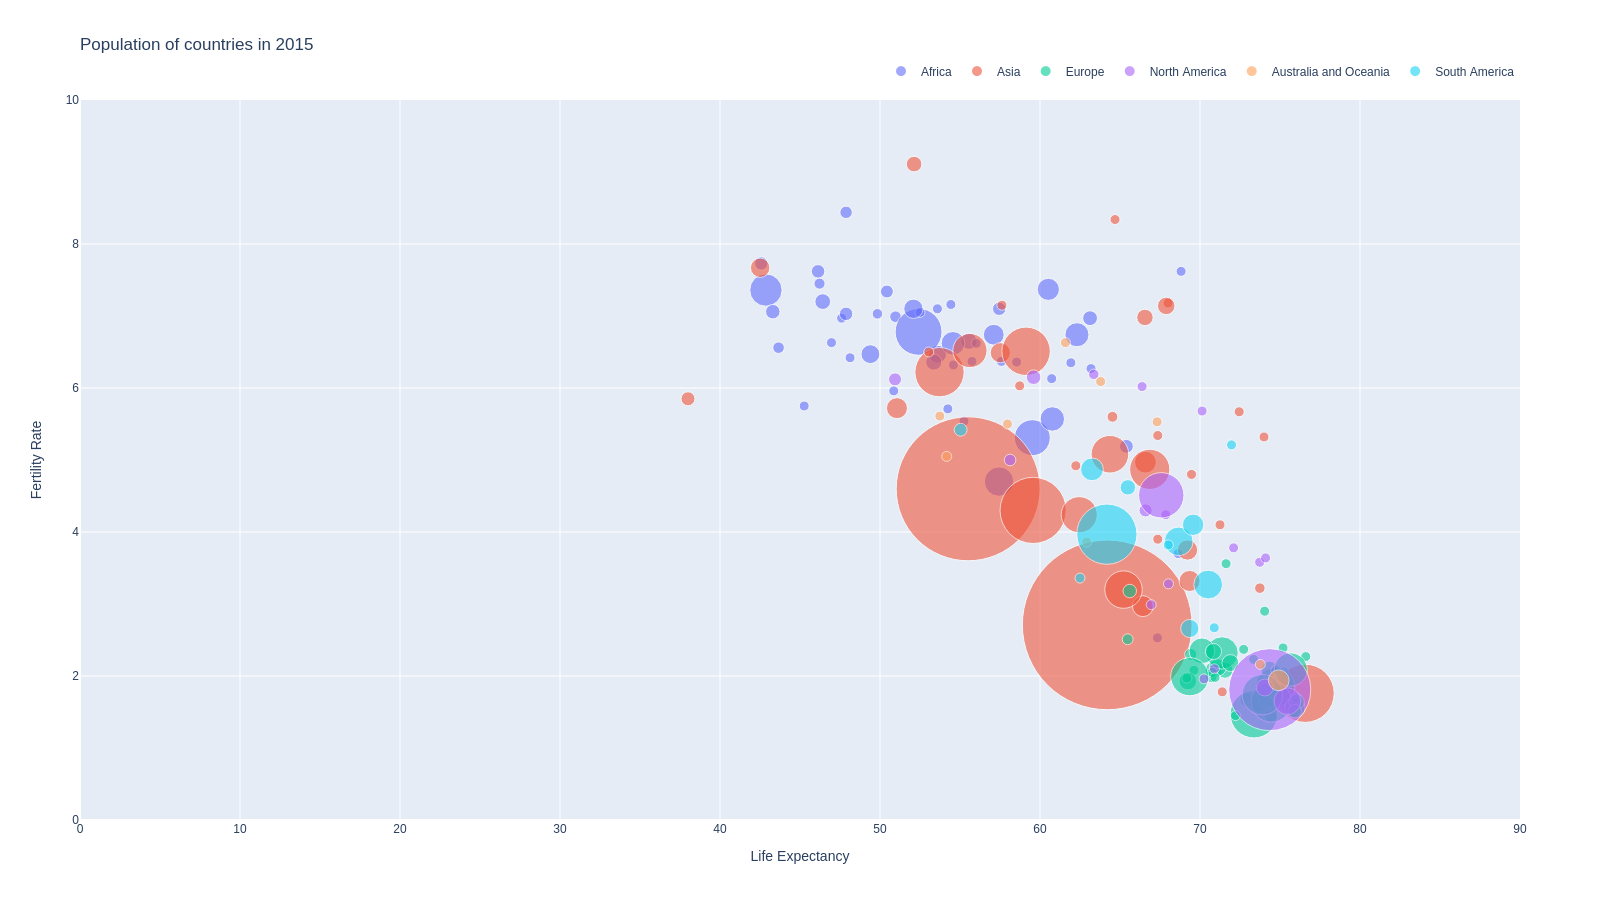 Population of countries in 2015
Africa Asia Europe North America Australia and Oceania South America
10
8
6
4
2
0
0 10 20 30 40 50 60 70 80 90
Fertility Rate
Life Expectancy